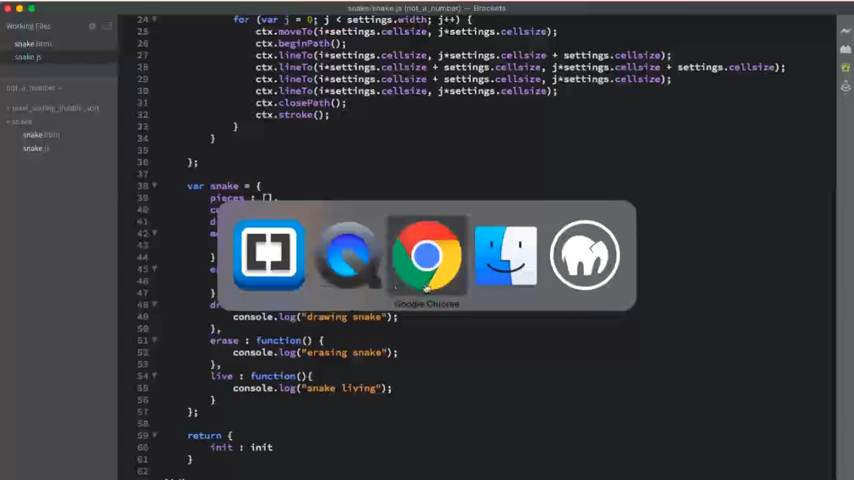 snake/snake.js (not_a_number) — Brackets
Working Files
snake.html
snake.js
not_a_number
pixel_sorting_bubble_sort
snake
snake.html
snake.js
24 for (var j = 0; j < settings.width; j++) {
25 ctx.moveTo(i*settings.cellsize, j*settings.cellsize);
26 ctx.beginPath();
27 ctx.lineTo(i*settings.cellsize, j*settings.cellsize + settings.cellsize);
28 ctx.lineTo(i*settings.cellsize + settings.cellsize, j*settings.cellsize + settings.cellsize);
29 ctx.lineTo(i*settings.cellsize + settings.cellsize, j*settings.cellsize);
30 ctx.lineTo(i*settings.cellsize, j*settings.cellsize);
31 ctx.closePath();
32 ctx.stroke();
33 }
34 }
35
36 };
37
38 var snake = {
39 pieces : [],
40
41
42
43
45
Google Chrome
48
49 console.log("drawing snake");
50 },
51 erase : function() {
52 console.log("erasing snake");
53 },
54 live : function(){
55 console.log("snake living");
56 }
57 };
58
59 return {
60 init : init
61 }
62